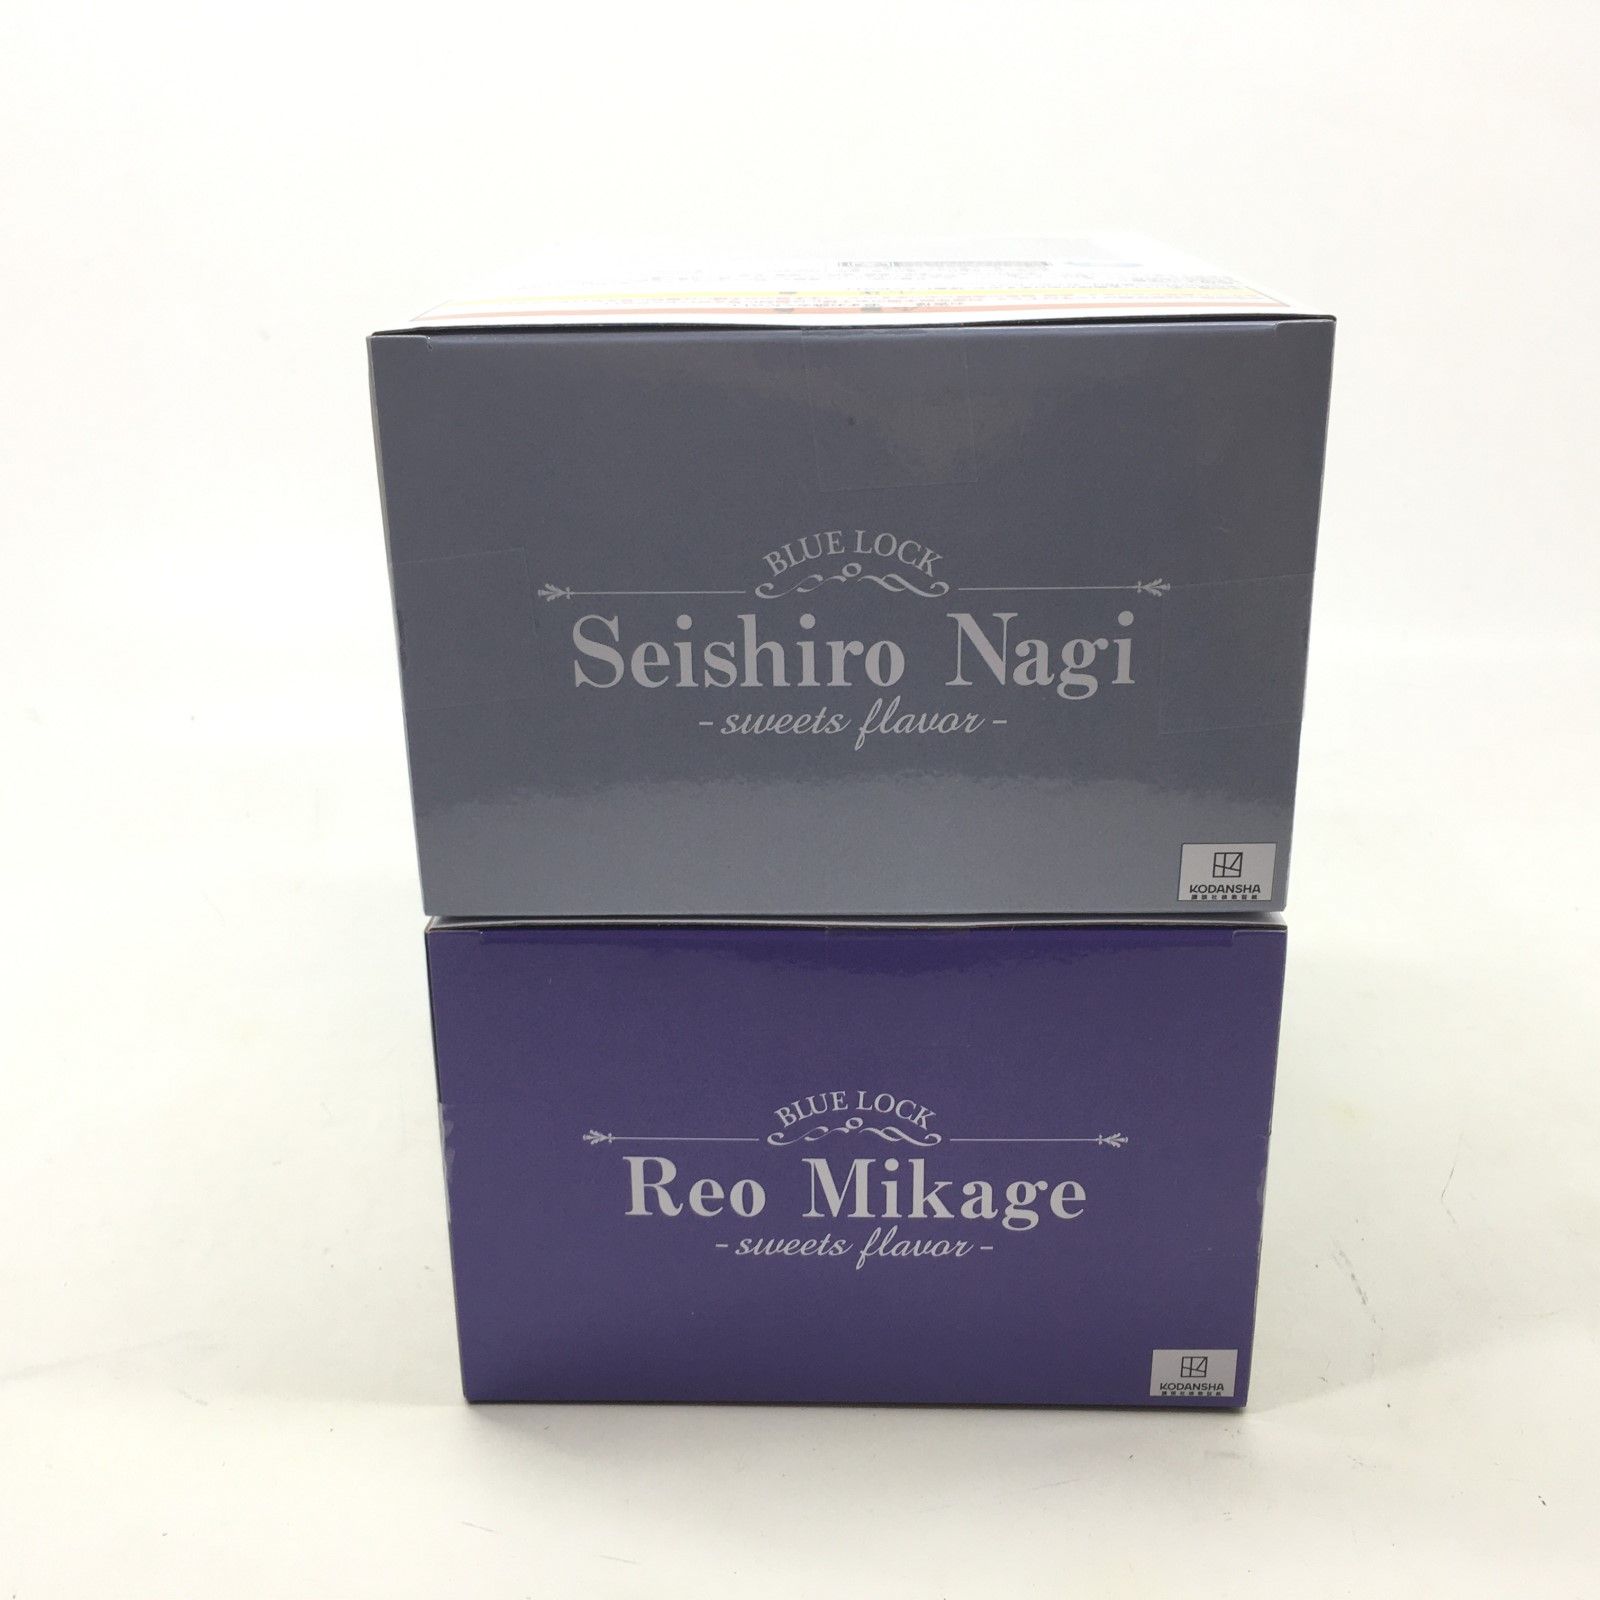 BLUE LOCK
Seishiro Nagi
-sweets flavor-
KODANSHA
BLUE LOCK
Reo Mikage
-sweets flavor-
KODANSHA